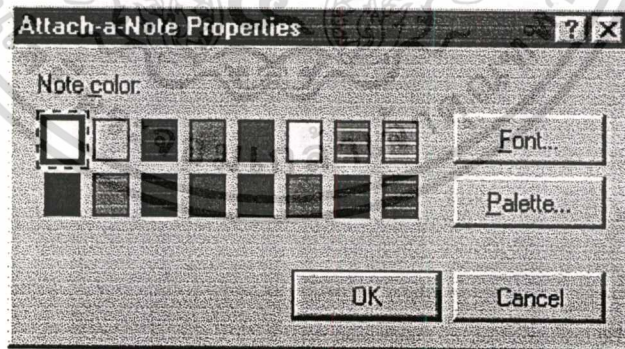 Attach-a-Note Properties
Note color:
Font...
Palette...
OK
Cancel